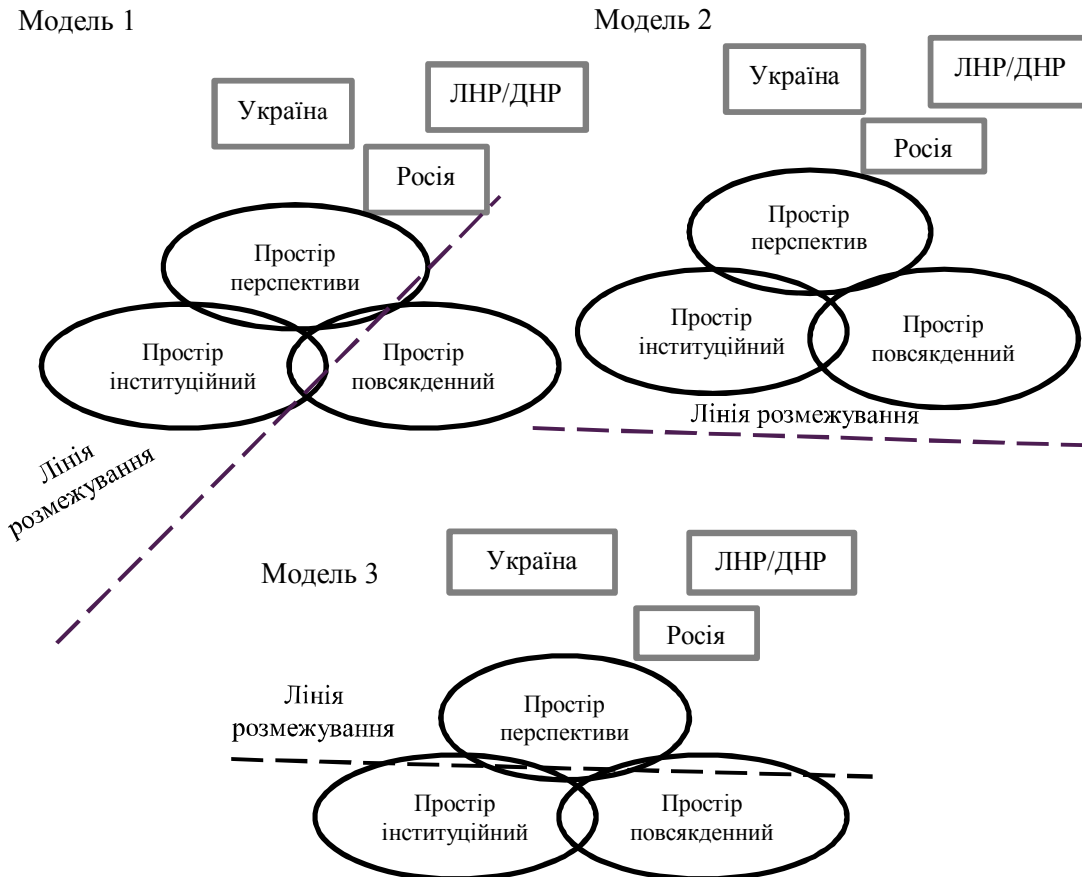 Модель 1
Україна
ЛНР/ДНР
Росія
Простір
перспективи
Простір
інституційний
Простір
повсякденний
Лінія
розмежування
Модель 2
Україна
ЛНР/ДНР
Росія
Простір
перспектив
Простір
інституційний
Простір
повсякденний
Лінія розмежування
Модель 3
Україна
ЛНР/ДНР
Росія
Лінія
розмежування
Простір
перспективи
Простір
інституційний
Простір
повсякденний